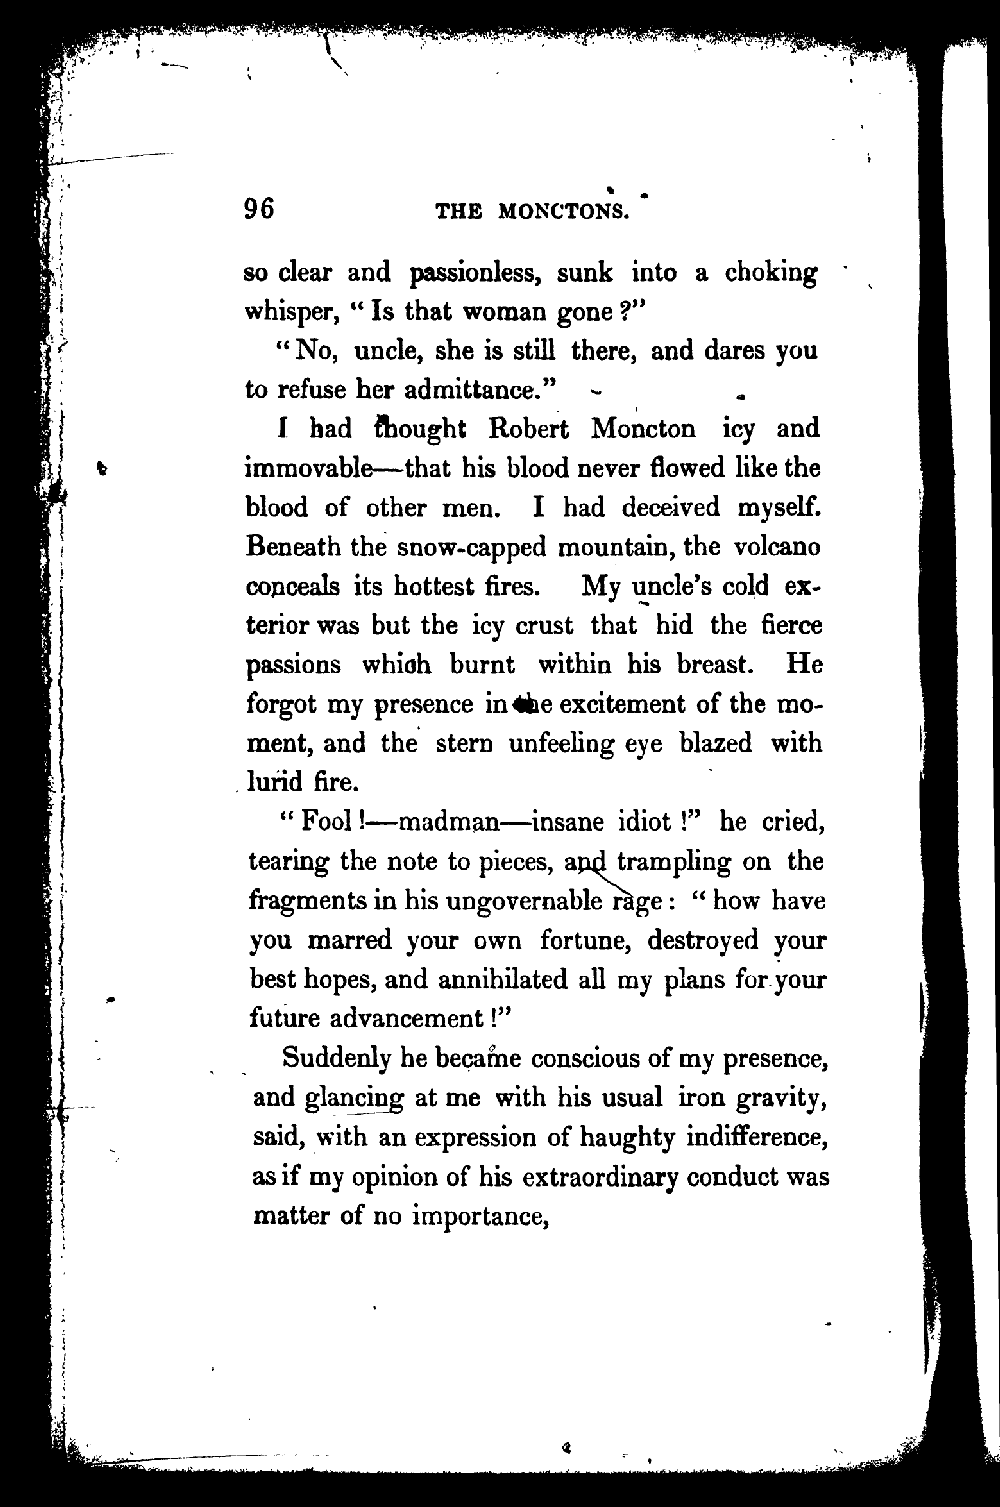 96 THE MONCTONS.
so clear and passionless, sunk into a choking
whisper, “ Is that woman gone ?”
“ No, uncle, she is still there, and dares you
to refuse her admittance.”
I had thought Robert Moncton icy and
immovable—that his blood never flowed like the
blood of other men. I had deceived myself.
Beneath the snow-capped mountain, the volcano
conceals its hottest fires. My uncle’s cold ex-
terior was but the icy crust that hid the fierce
passions which burnt within his breast. He
forgot my presence in the excitement of the mo-
ment, and the stern unfeeling eye blazed with
lurid fire.
“ Fool !—madman—insane idiot !” he cried,
tearing the note to pieces, and trampling on the
fragments in his ungovernable rage : “ how have
you marred your own fortune, destroyed your
best hopes, and annihilated all my plans for your
future advancement !”
Suddenly he became conscious of my presence,
and glancing at me with his usual iron gravity,
said, with an expression of haughty indifference,
as if my opinion of his extraordinary conduct was
matter of no importance,